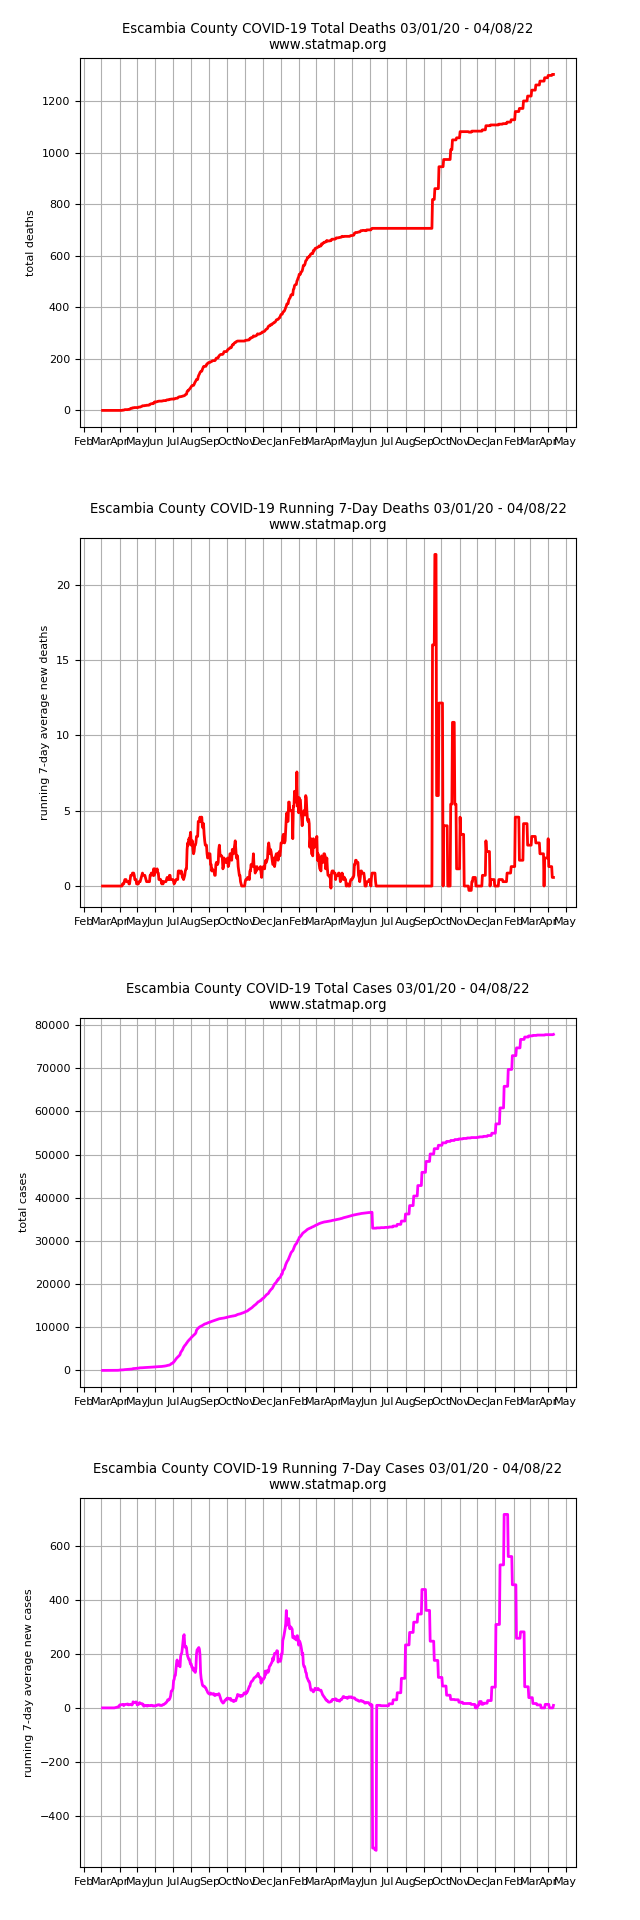 Escambia County COVID-19 Total Deaths 03/01/20 - 04/08/22
www.statmap.org
1200
1000
800
600
400
200
0
total deaths
Feb Mar Apr May Jun Jul Aug Sep Oct Nov Dec Jan Feb Mar Apr May Jun Jul Aug Sep Oct Nov Dec Jan Feb Mar Apr May
Escambia County COVID-19 Running 7-Day Deaths 03/01/20 - 04/08/22
www.statmap.org
20
15
10
5
0
running 7-day average new deaths
Feb Mar Apr May Jun Jul Aug Sep Oct Nov Dec Jan Feb Mar Apr May Jun Jul Aug Sep Oct Nov Dec Jan Feb Mar Apr May
Escambia County COVID-19 Total Cases 03/01/20 - 04/08/22
www.statmap.org
80000
70000
60000
50000
40000
30000
20000
10000
0
total cases
Feb Mar Apr May Jun Jul Aug Sep Oct Nov Dec Jan Feb Mar Apr May Jun Jul Aug Sep Oct Nov Dec Jan Feb Mar Apr May
Escambia County COVID-19 Running 7-Day Cases 03/01/20 - 04/08/22
www.statmap.org
600
400
200
0
−200
−400
running 7-day average new cases
Feb Mar Apr May Jun Jul Aug Sep Oct Nov Dec Jan Feb Mar Apr May Jun Jul Aug Sep Oct Nov Dec Jan Feb Mar Apr May